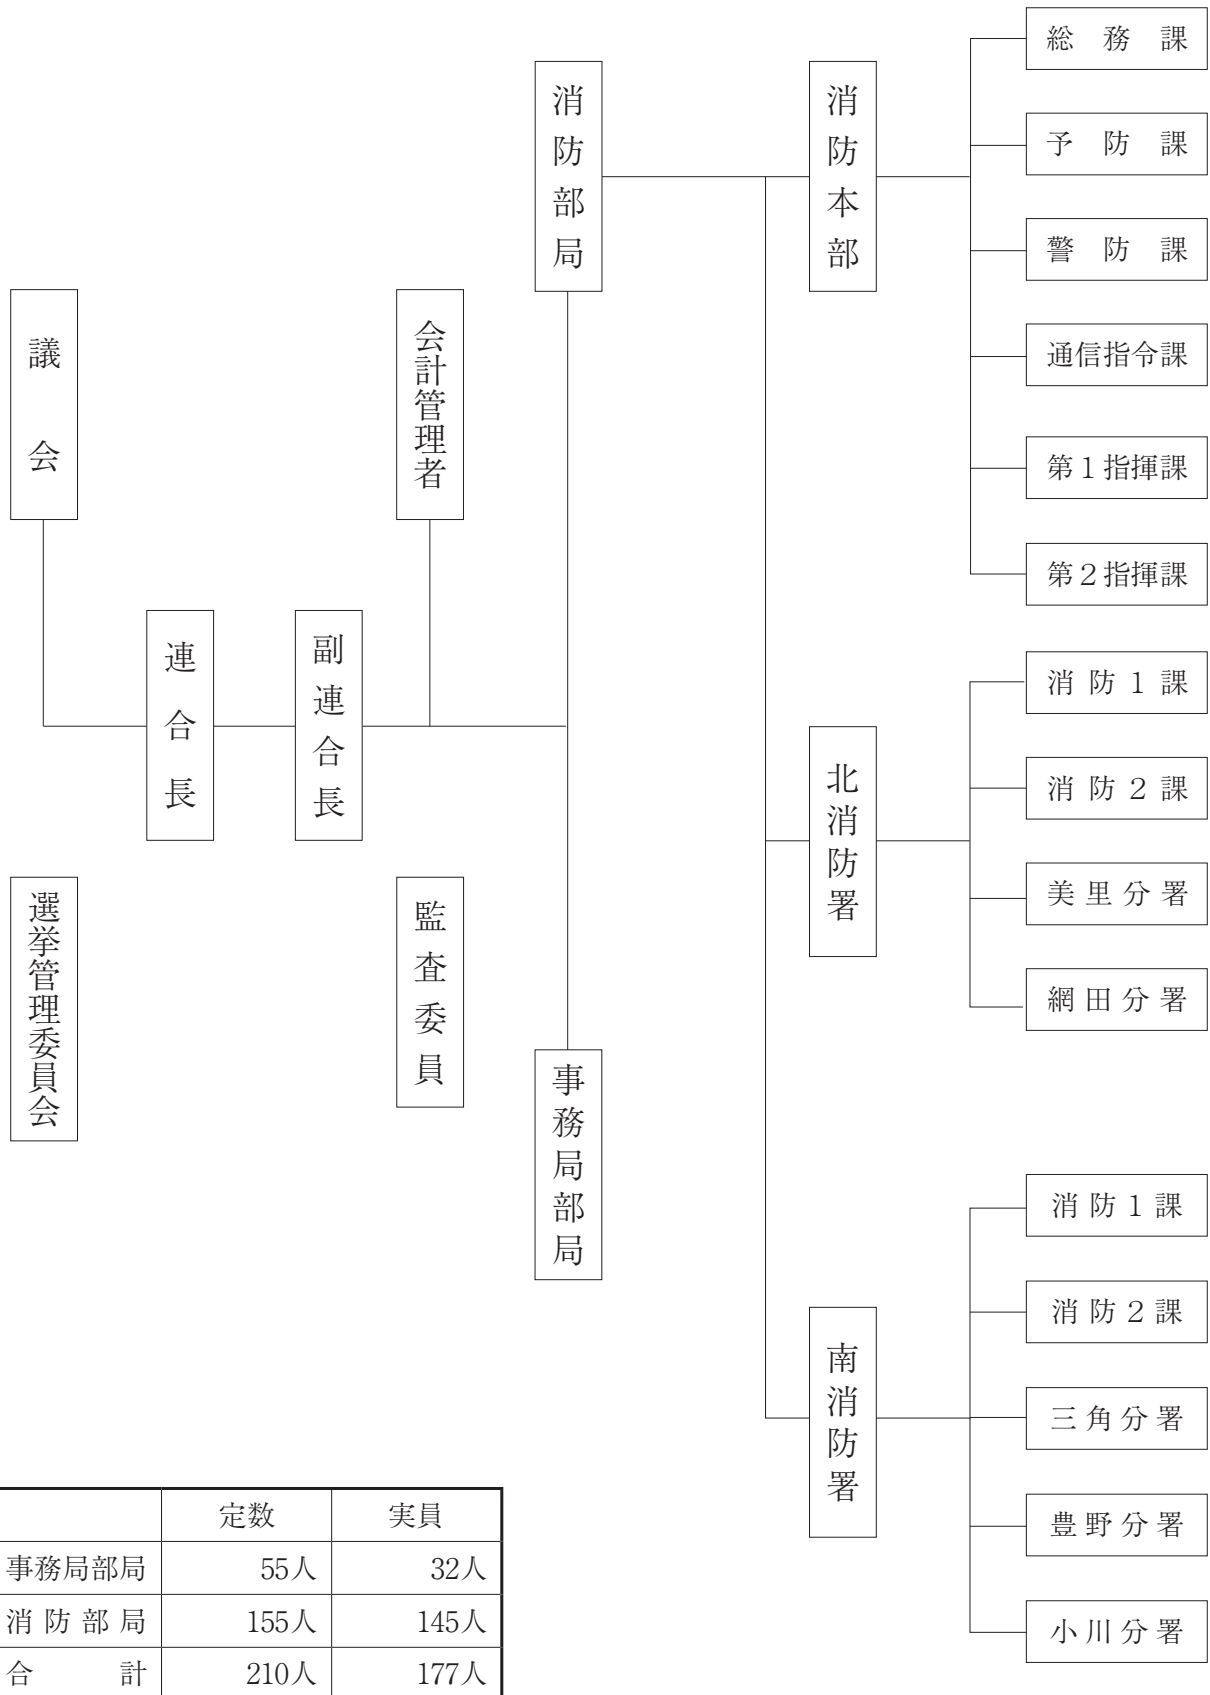 議会
選挙管理委員会
連合長
副連合長
会計管理者
監査委員
消防部局
事務局部局
消防本部
総務課
予防課
警防課
通信指令課
第1指揮課
第2指揮課
北消防署
消防1課
消防2課
美里分署
網田分署
南消防署
消防1課
消防2課
三角分署
豊野分署
小川分署
定数 実員
事務局部局 55人 32人
消防部局 155人 145人
合計 210人 177人